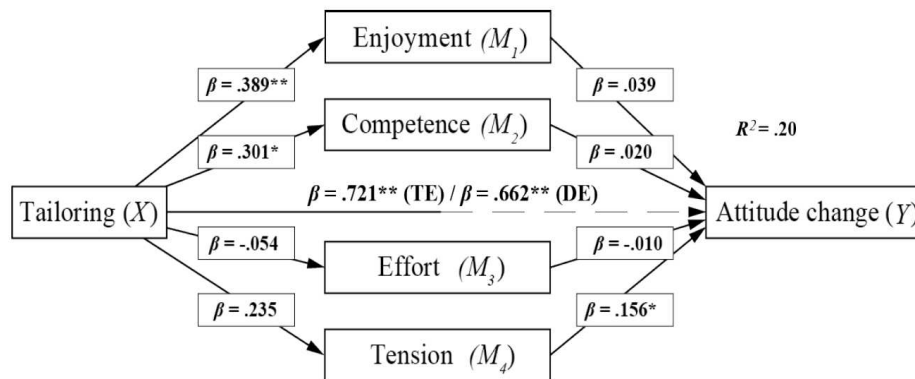 Enjoyment (M1)
β = .389**
β = .039
Competence (M2)
R² = .20
β = .301*
β = .020
β = .721** (TE) / β = .662** (DE)
Tailoring (X)
Attitude change (Y)
β = -.054
Effort (M3)
β = -.010
β = .235
β = .156*
Tension (M4)